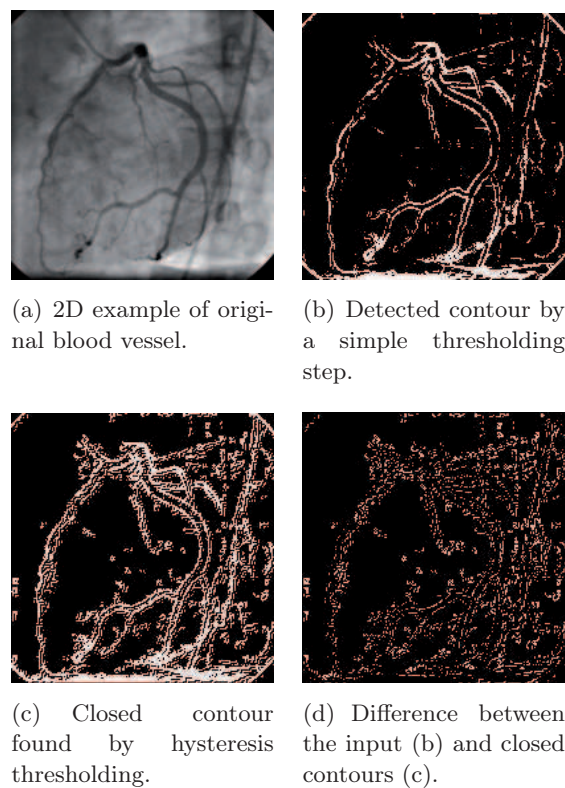 (a) 2D example of origi-
nal blood vessel.
(b) Detected contour by
a simple thresholding
step.
(c) Closed contour
found by hysteresis
thresholding.
(d) Difference between
the input (b) and closed
contours (c).